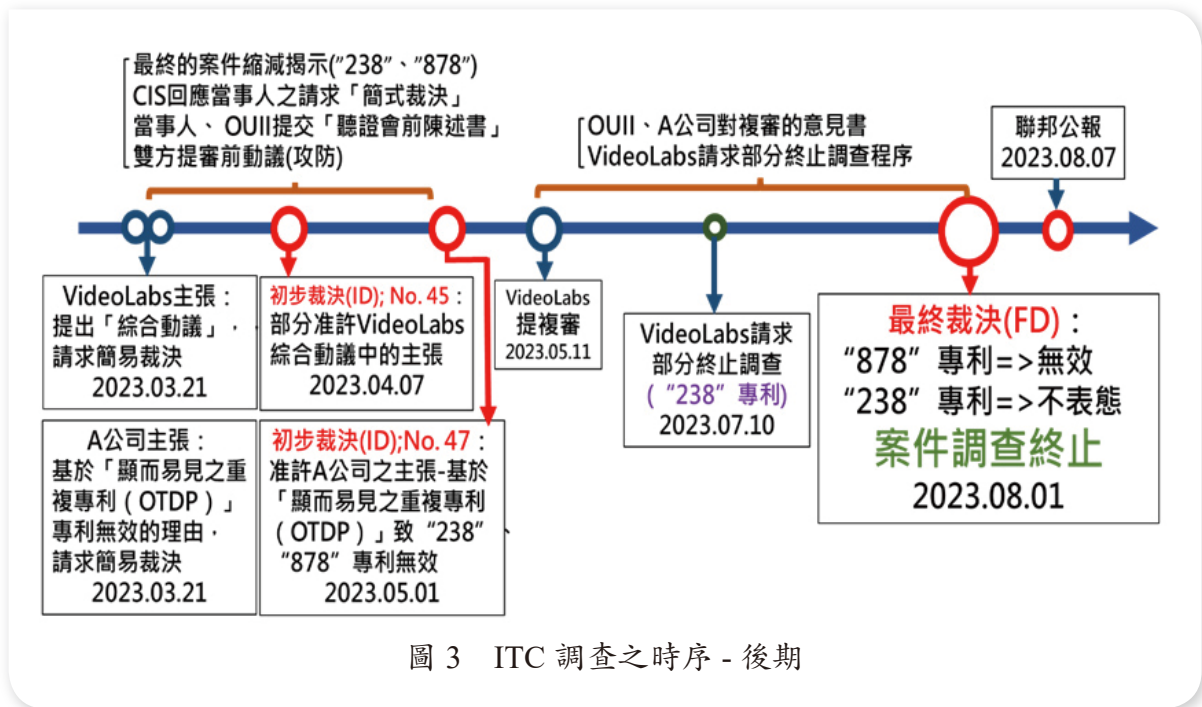 最終的案件縮減揭示("238"、"878")
CIS回應當事人之請求「簡式裁決」
當事人、OUII提交「聽證會前陳述書」
雙方提審前動議(攻防)
OUII、A公司對複審的意見書
VideoLabs請求部分終止調查程序
聯邦公報
2023.08.07
VideoLabs主張：
提出「綜合動議」，
請求簡易裁決
2023.03.21
初步裁決(ID); No. 45：
部分准許VideoLabs
綜合動議中的主張
2023.04.07
VideoLabs
提複審
2023.05.11
VideoLabs請求
部分終止調查
(“238”專利)
2023.07.10
最終裁決(FD)：
“878”專利=>無效
“238”專利=>不表態
案件調查終止
2023.08.01
A公司主張：
基於「顯而易見之重
複專利（OTDP）」
專利無效的理由，
請求簡易裁決
2023.03.21
初步裁決(ID);No. 47：
准許A公司之主張-基於
「顯而易見之重複專利
（OTDP）」致“238”、
“878”專利無效
2023.05.01
圖 3 ITC 調查之時序 - 後期